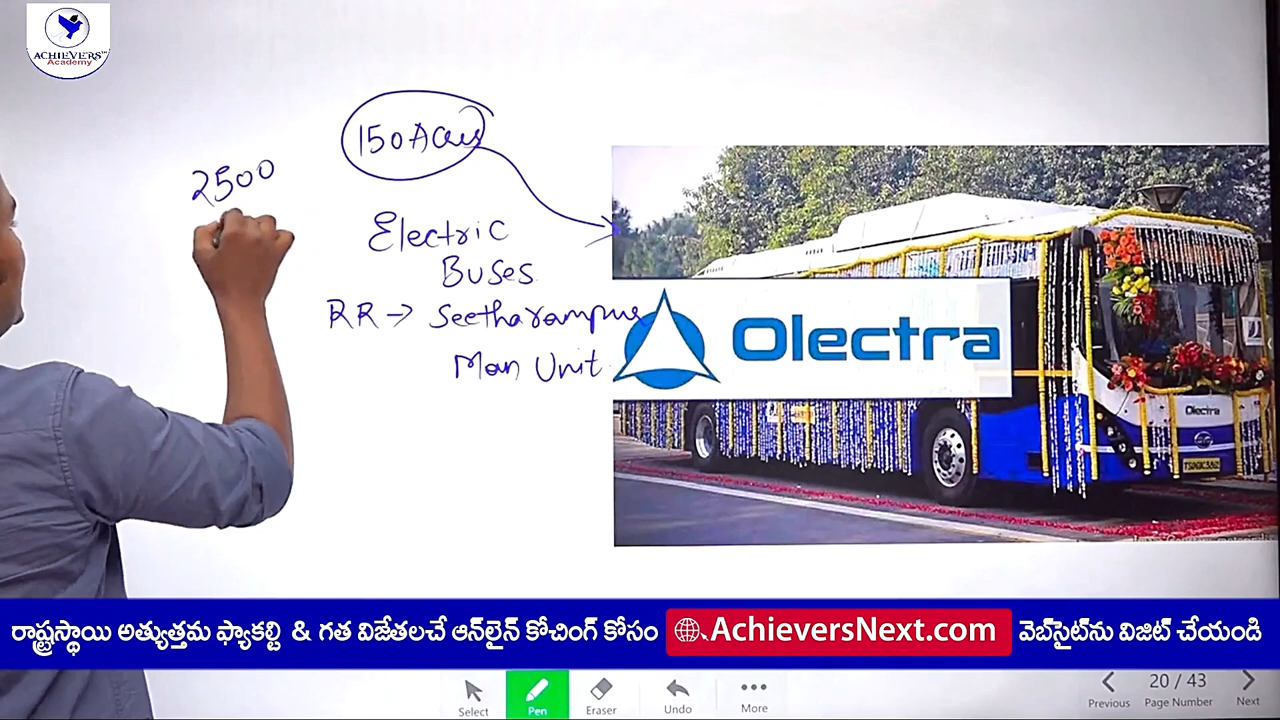 ACHIEVERS™
Academy
150 Acres
2500
Electric
Buses
RR → Seetharampur
Man Unit
Olectra
Olectra
రాష్ట్రస్థాయి అత్యుత్తమ ఫ్యాకల్టి & గత విజేతలచే ఆన్‌లైన్ కోచింగ్ కోసం AchieversNext.com వెబ్‌సైట్‌ను విజిట్ చేయండి
Select Pen Eraser Undo More
Previous 20 / 43 Page Number Next